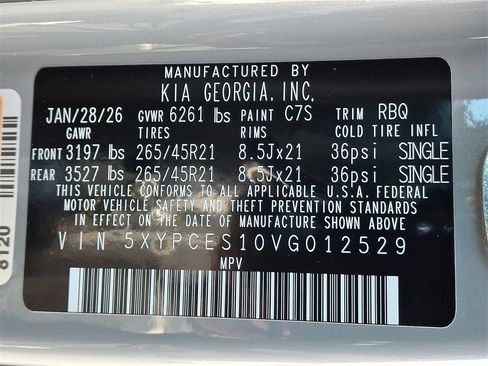 MANUFACTURED BY
KIA GEORGIA, INC.
JAN/28/26 GVWR 6261 lbs PAINT C7S TRIM RBQ
GAWR TIRES RIMS COLD TIRE INFL
FRONT 3197 lbs 265/45R21 8.5Jx21 36psi SINGLE
REAR 3527 lbs 265/45R21 8.5Jx21 36psi SINGLE
THIS VEHICLE CONFORMS TO ALL APPLICABLE U.S.A. FEDERAL
MOTOR VEHICLE SAFETY AND THEFT PREVENTION STANDARDS
IN EFFECT ON THE DATE OF MANUFACTURE SHOWN ABOVE.
VIN 5XYPCES10VG012529
MPV
8120